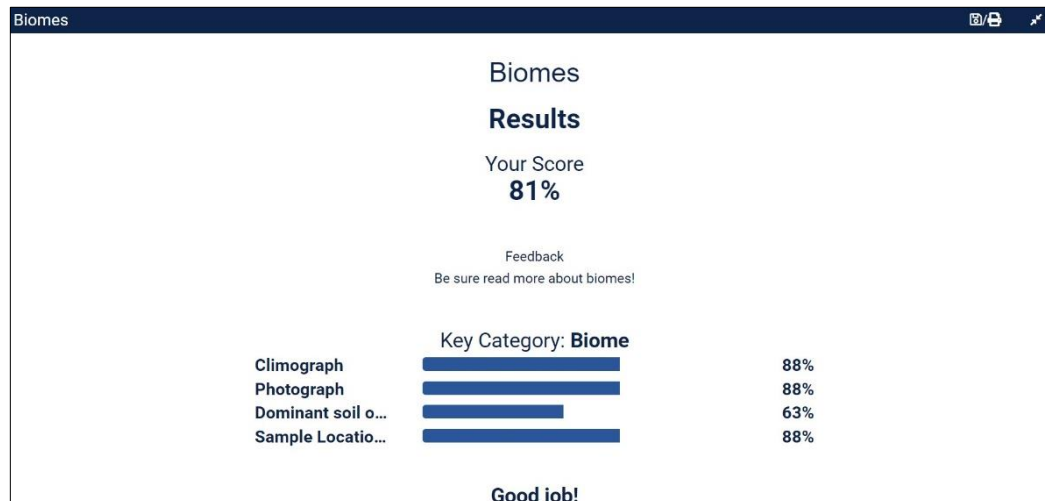 Biomes
Biomes
Results
Your Score
81%
Feedback
Be sure read more about biomes!
Key Category: Biome
Climograph 88%
Photograph 88%
Dominant soil o... 63%
Sample Locatio... 88%
Good job!